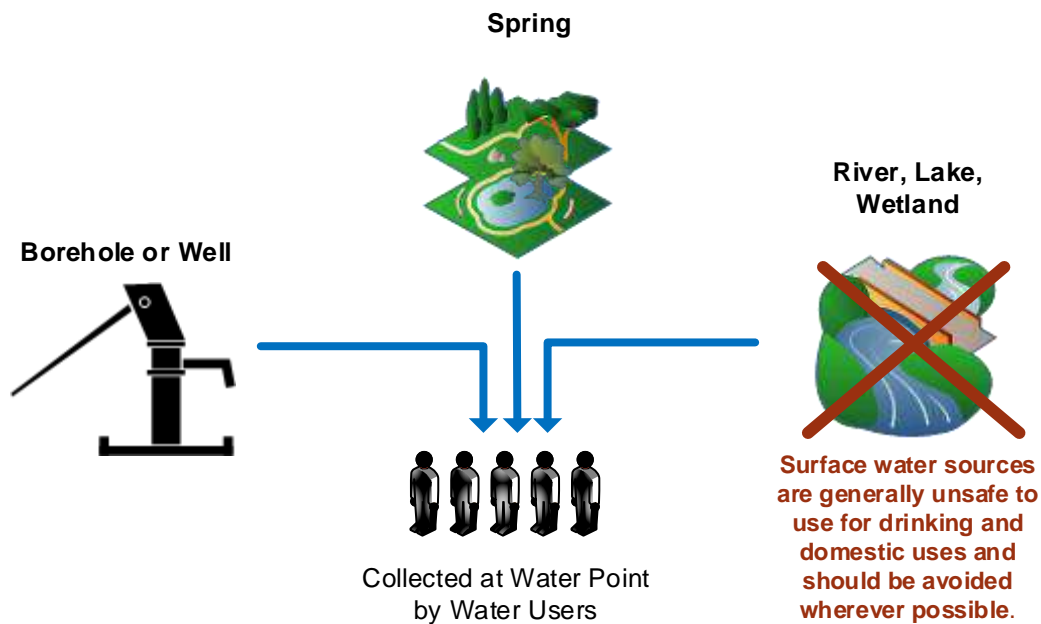 Spring
River, Lake,
Wetland
Borehole or Well
Surface water sources
are generally unsafe to
use for drinking and
domestic uses and
should be avoided
wherever possible.
Collected at Water Point
by Water Users